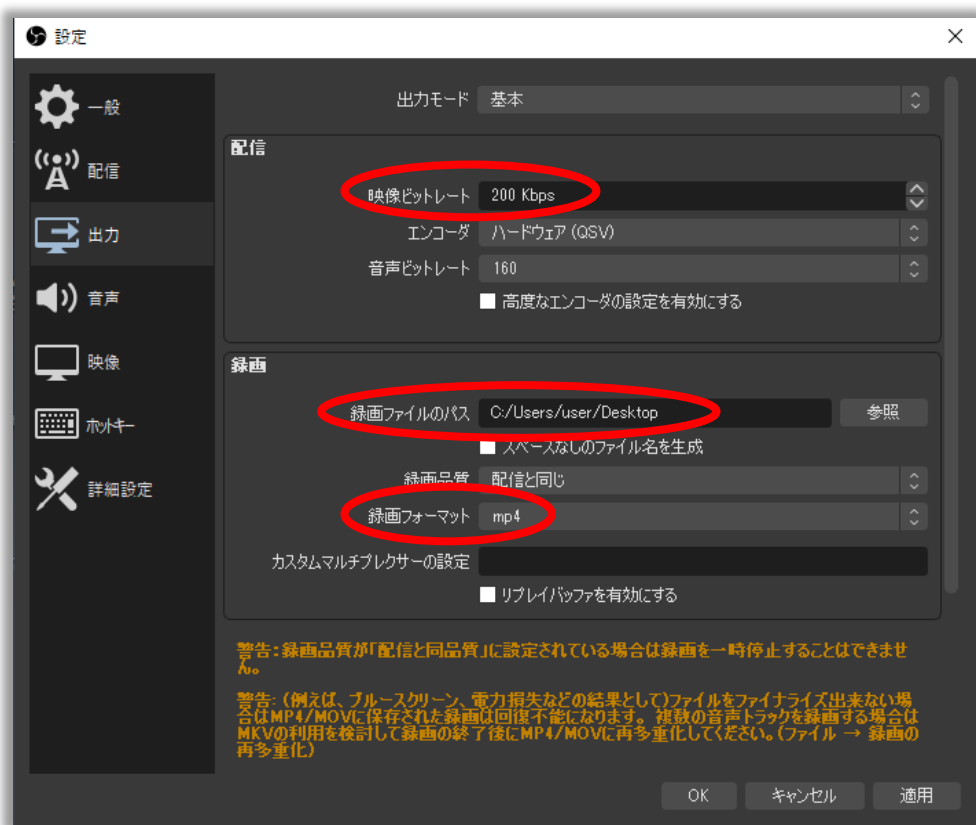 設定
一般
配信
出力
音声
映像
ホットキー
詳細設定
出力モード 基本
配信
映像ビットレート 200 Kbps
エンコーダ ハードウェア (QSV)
音声ビットレート 160
高度なエンコーダの設定を有効にする
録画
録画ファイルのパス C:/Users/user/Desktop 参照
スペースなしのファイル名を生成
録画品質 配信と同じ
録画フォーマット mp4
カスタムマルチプレクサーの設定
リプレイバッファを有効にする
警告: 録画品質が「配信と同品質」に設定されている場合は録画を一時停止することはできませ
ん。
警告: (例えば、ブルースクリーン、電力損失などの結果として)ファイルをファイナライズ出来ない場
合はMP4/MOVに保存された録画は回復不能になります。複数の音声トラックを録画する場合は
MKVの利用を検討して録画の終了後にMP4/MOVに再多重化してください。(ファイル → 録画の
再多重化)
OK キャンセル 適用